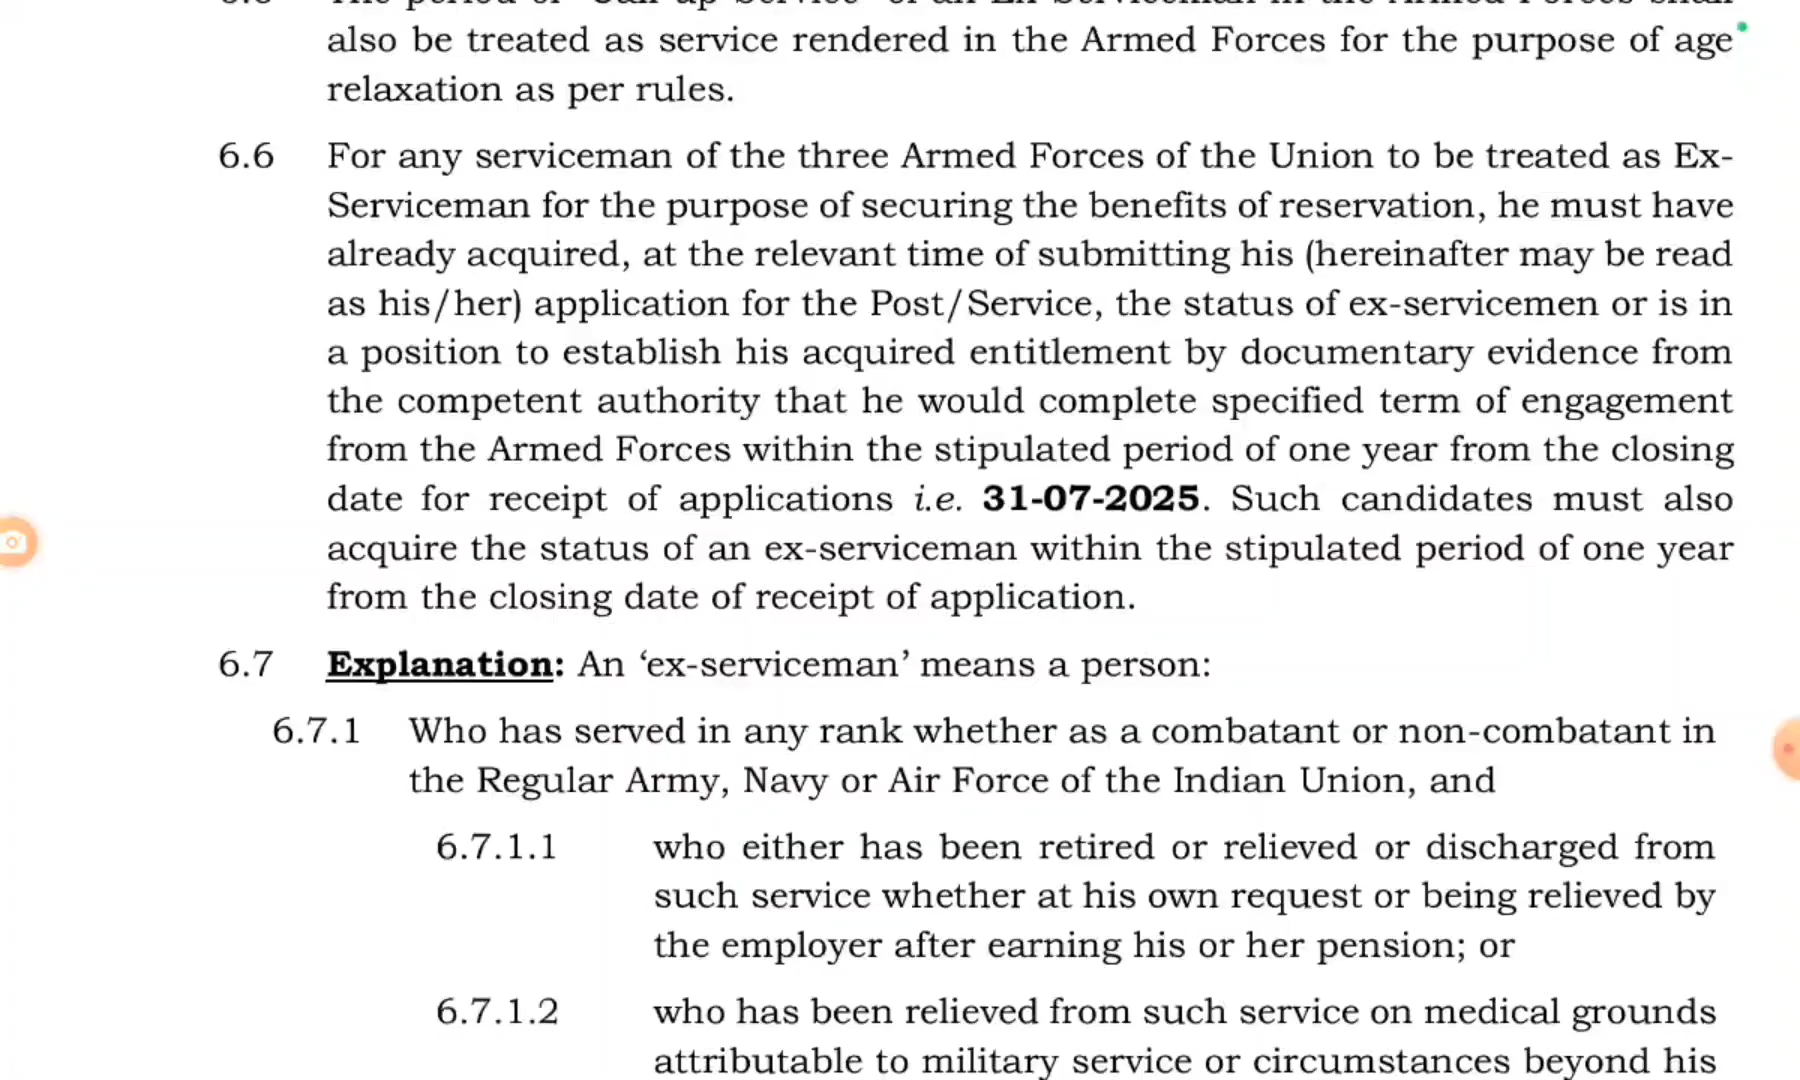 also be treated as service rendered in the Armed Forces for the purpose of age
relaxation as per rules.
6.6 For any serviceman of the three Armed Forces of the Union to be treated as Ex-
Serviceman for the purpose of securing the benefits of reservation, he must have
already acquired, at the relevant time of submitting his (hereinafter may be read
as his/her) application for the Post/Service, the status of ex-servicemen or is in
a position to establish his acquired entitlement by documentary evidence from
the competent authority that he would complete specified term of engagement
from the Armed Forces within the stipulated period of one year from the closing
date for receipt of applications i.e. 31-07-2025. Such candidates must also
acquire the status of an ex-serviceman within the stipulated period of one year
from the closing date of receipt of application.
6.7 Explanation: An ‘ex-serviceman’ means a person:
6.7.1 Who has served in any rank whether as a combatant or non-combatant in
the Regular Army, Navy or Air Force of the Indian Union, and
6.7.1.1 who either has been retired or relieved or discharged from
such service whether at his own request or being relieved by
the employer after earning his or her pension; or
6.7.1.2 who has been relieved from such service on medical grounds
attributable to military service or circumstances beyond his